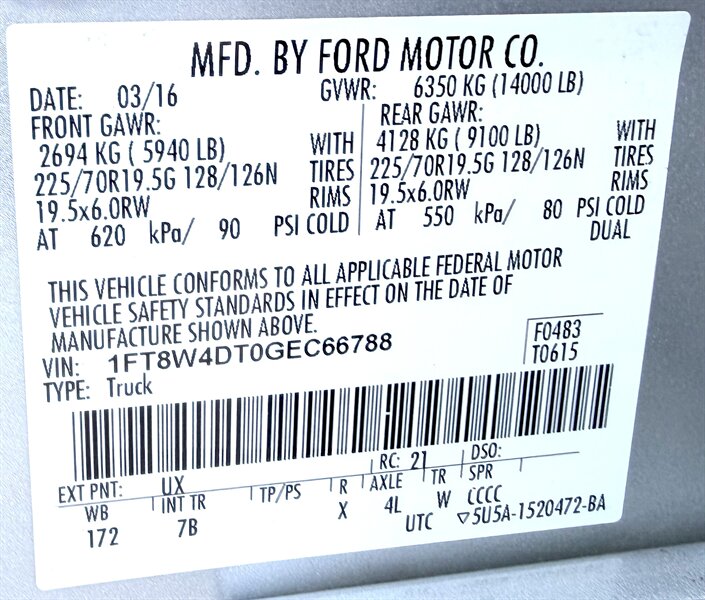 MFD. BY FORD MOTOR CO.
DATE: 03/16 GVWR: 6350 KG (14000 LB)
FRONT GAWR: REAR GAWR:
2694 KG ( 5940 LB) WITH 4128 KG ( 9100 LB) WITH
225/70R19.5G 128/126N TIRES 225/70R19.5G 128/126N TIRES
19.5x6.0RW RIMS 19.5x6.0RW RIMS
AT 620 kPa/ 90 PSI COLD AT 550 kPa/ 80 PSI COLD
DUAL
THIS VEHICLE CONFORMS TO ALL APPLICABLE FEDERAL MOTOR
VEHICLE SAFETY STANDARDS IN EFFECT ON THE DATE OF
MANUFACTURE SHOWN ABOVE.
VIN: 1FT8W4DT0GEC66788 F0483
TYPE: Truck T0615
EXT PNT: UX RC: 21 DSO:
WB INT TR TP/PS R AXLE TR SPR
172 7B X 4L W CCCC
UTC ▽5U5A-1520472-BA